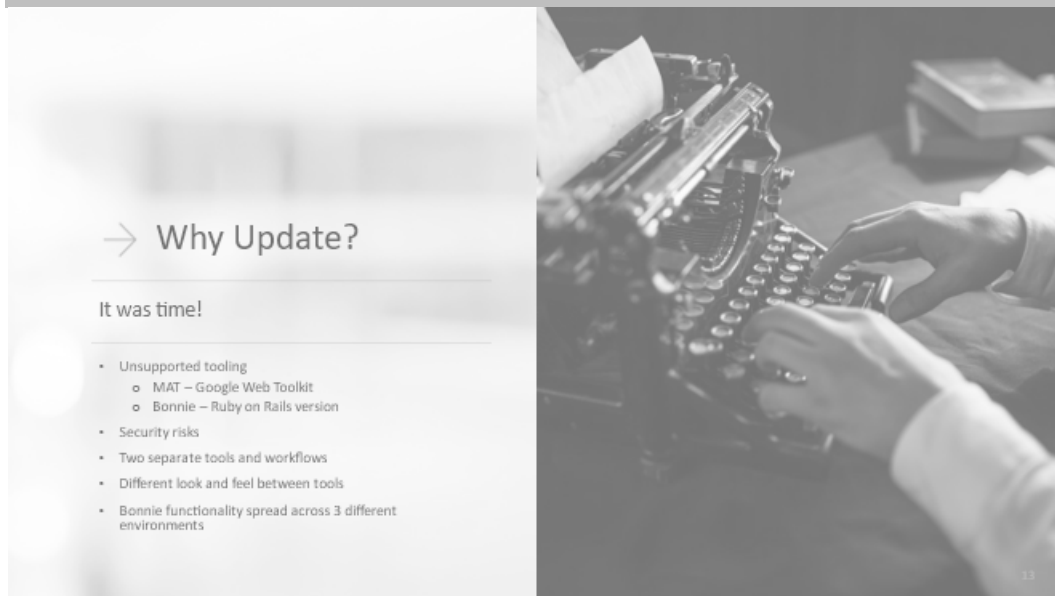 Why Update?
It was time!
• Unsupported tooling
o MAT – Google Web Toolkit
o Bonnie – Ruby on Rails version
• Security risks
• Two separate tools and workflows
• Different look and feel between tools
• Bonnie functionality spread across 3 different
environments
13